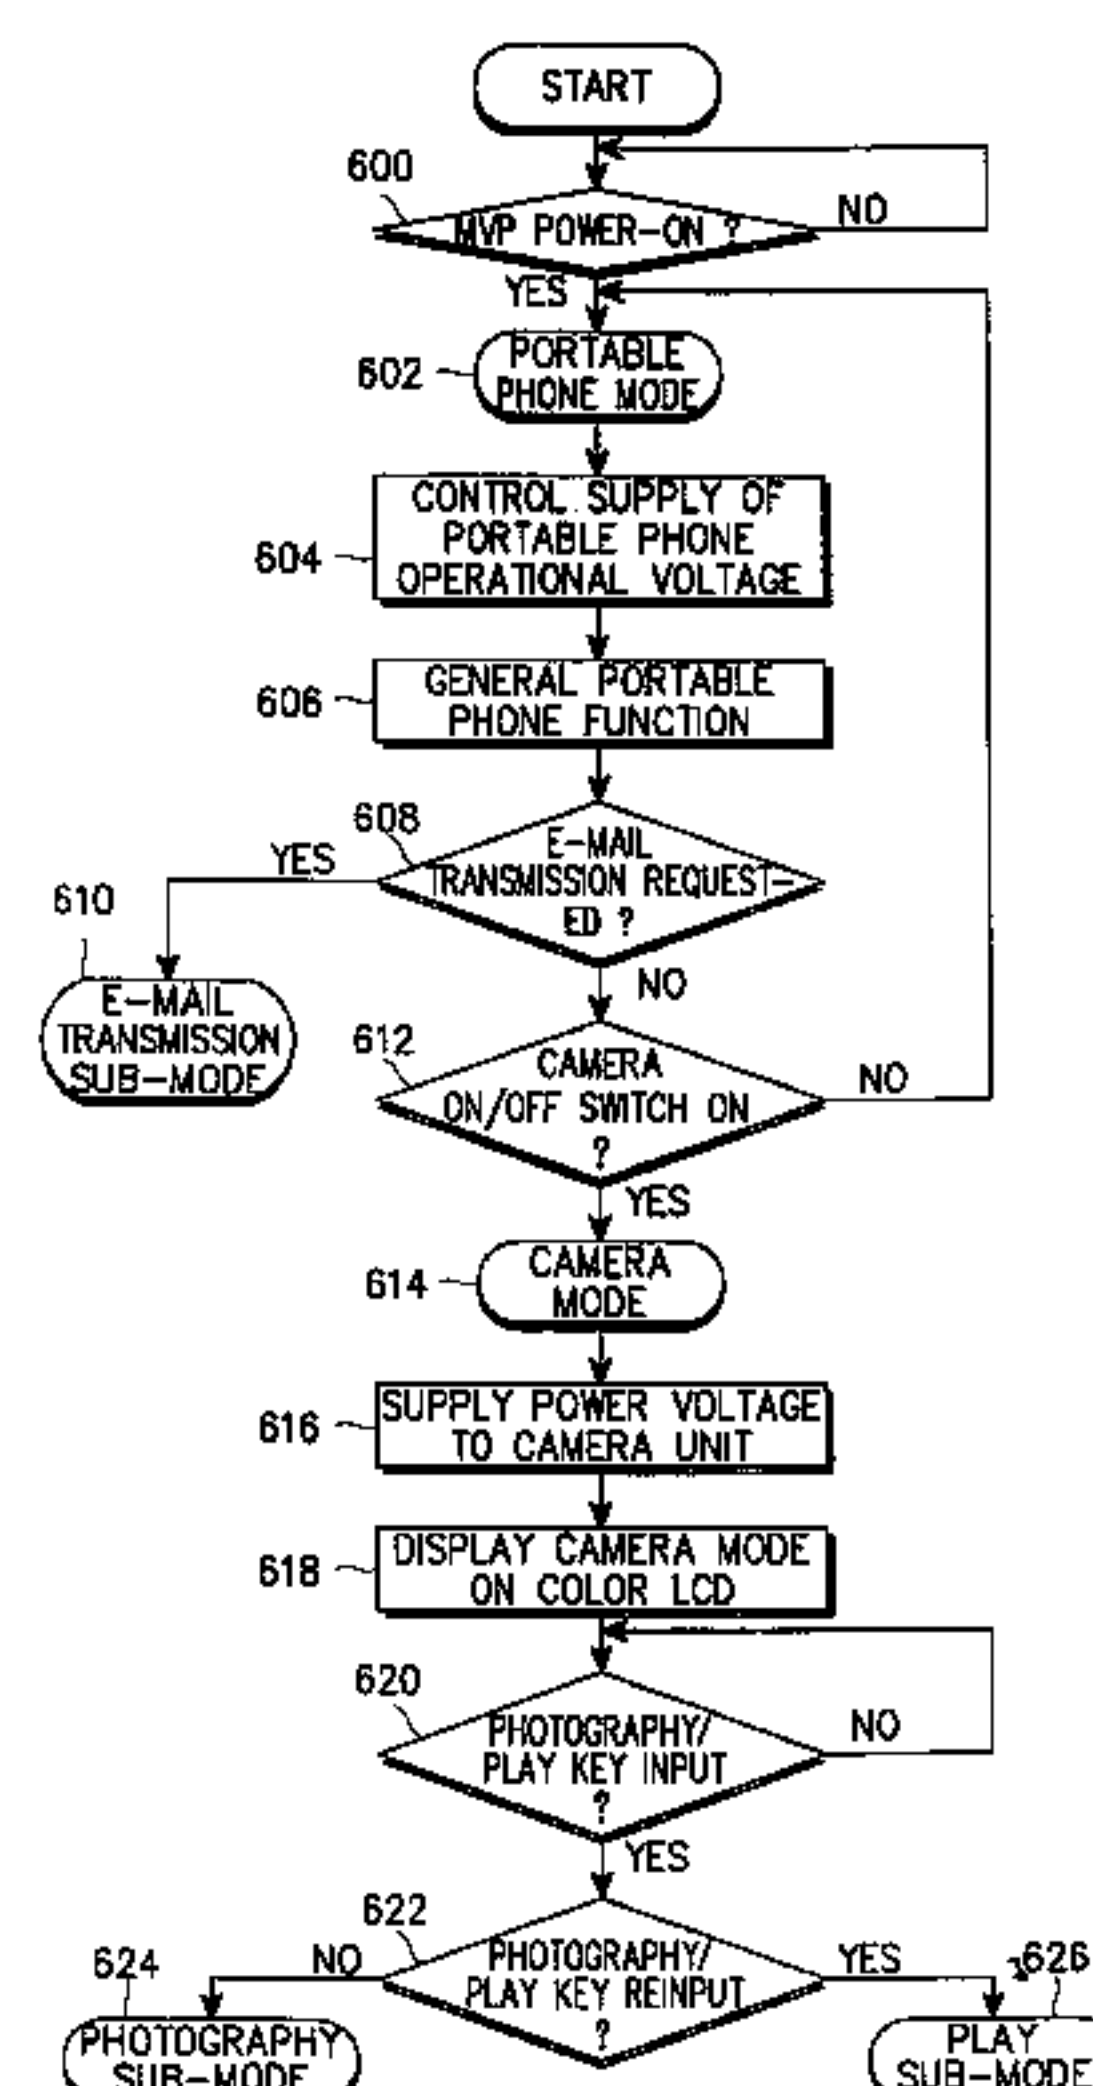 START
600
MVP POWER-ON ?
NO
YES
602
PORTABLE
PHONE MODE
604
CONTROL SUPPLY OF
PORTABLE PHONE
OPERATIONAL VOLTAGE
606
GENERAL PORTABLE
PHONE FUNCTION
608
YES
E-MAIL
TRANSMISSION REQUEST-
ED ?
610
E-MAIL
TRANSMISSION
SUB-MODE
NO
612
CAMERA
ON/OFF SWITCH ON
?
NO
YES
614
CAMERA
MODE
616
SUPPLY POWER VOLTAGE
TO CAMERA UNIT
618
DISPLAY CAMERA MODE
ON COLOR LCD
620
PHOTOGRAPHY/
PLAY KEY INPUT
?
NO
YES
622
PHOTOGRAPHY/
PLAY KEY REINPUT
?
NO
YES
624
626
PHOTOGRAPHY
SUB-MODE
PLAY
SUB-MODE